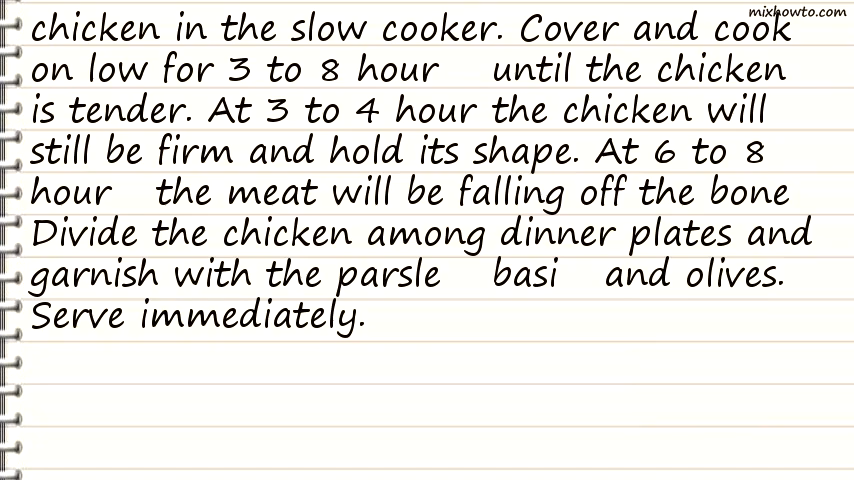 mixhowto.com
chicken in the slow cooker. Cover and cook
on low for 3 to 8 hour until the chicken
is tender. At 3 to 4 hour the chicken will
still be firm and hold its shape. At 6 to 8
hour the meat will be falling off the bone
Divide the chicken among dinner plates and
garnish with the parsle basi and olives.
Serve immediately.